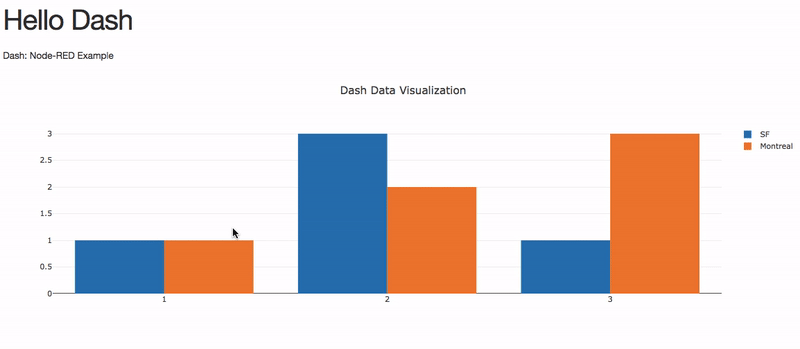 Hello Dash
Dash: Node-RED Example
Dash Data Visualization
3
2.5
2
1.5
1
0.5
0
1 2 3
SF
Montreal